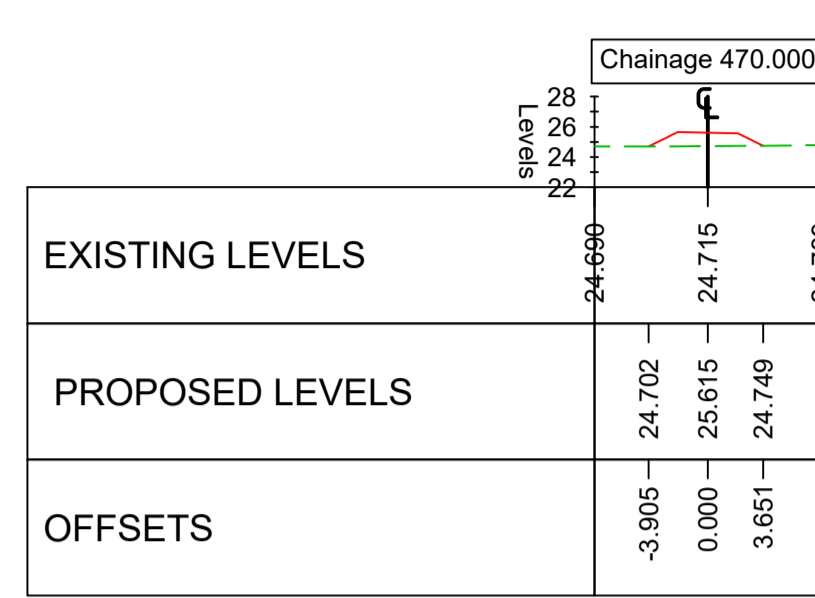 Chainage 470.000
28
26
24
22
Levels
℄
EXISTING LEVELS
24.690
24.715
PROPOSED LEVELS
24.702
25.615
24.749
OFFSETS
-3.905
0.000
3.651